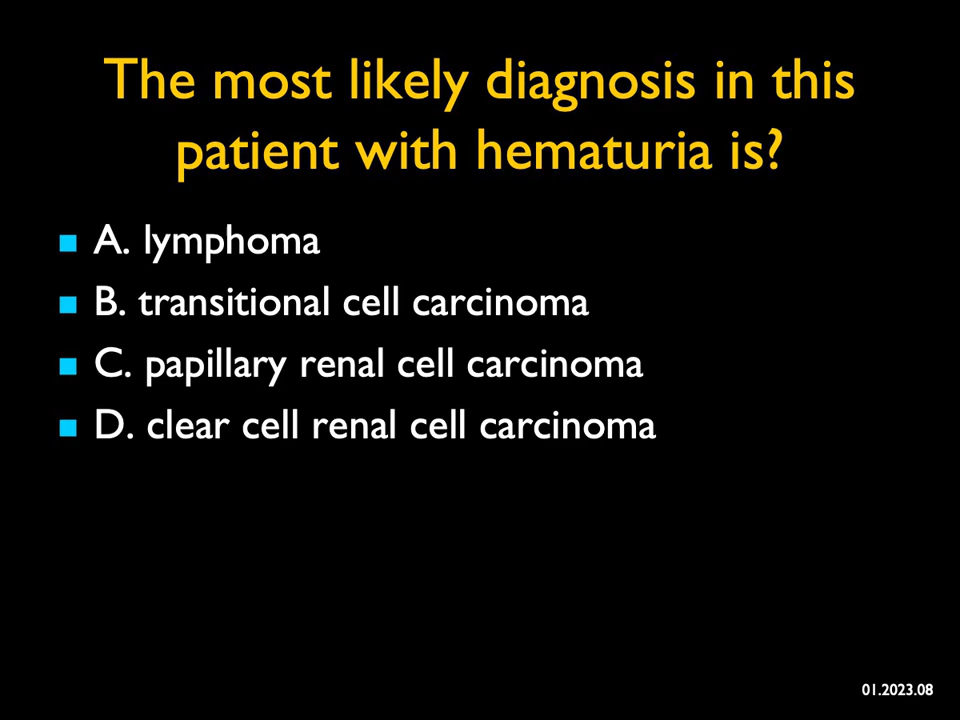 The most likely diagnosis in this
patient with hematuria is?
A. lymphoma
B. transitional cell carcinoma
C. papillary renal cell carcinoma
D. clear cell renal cell carcinoma
01.2023.08